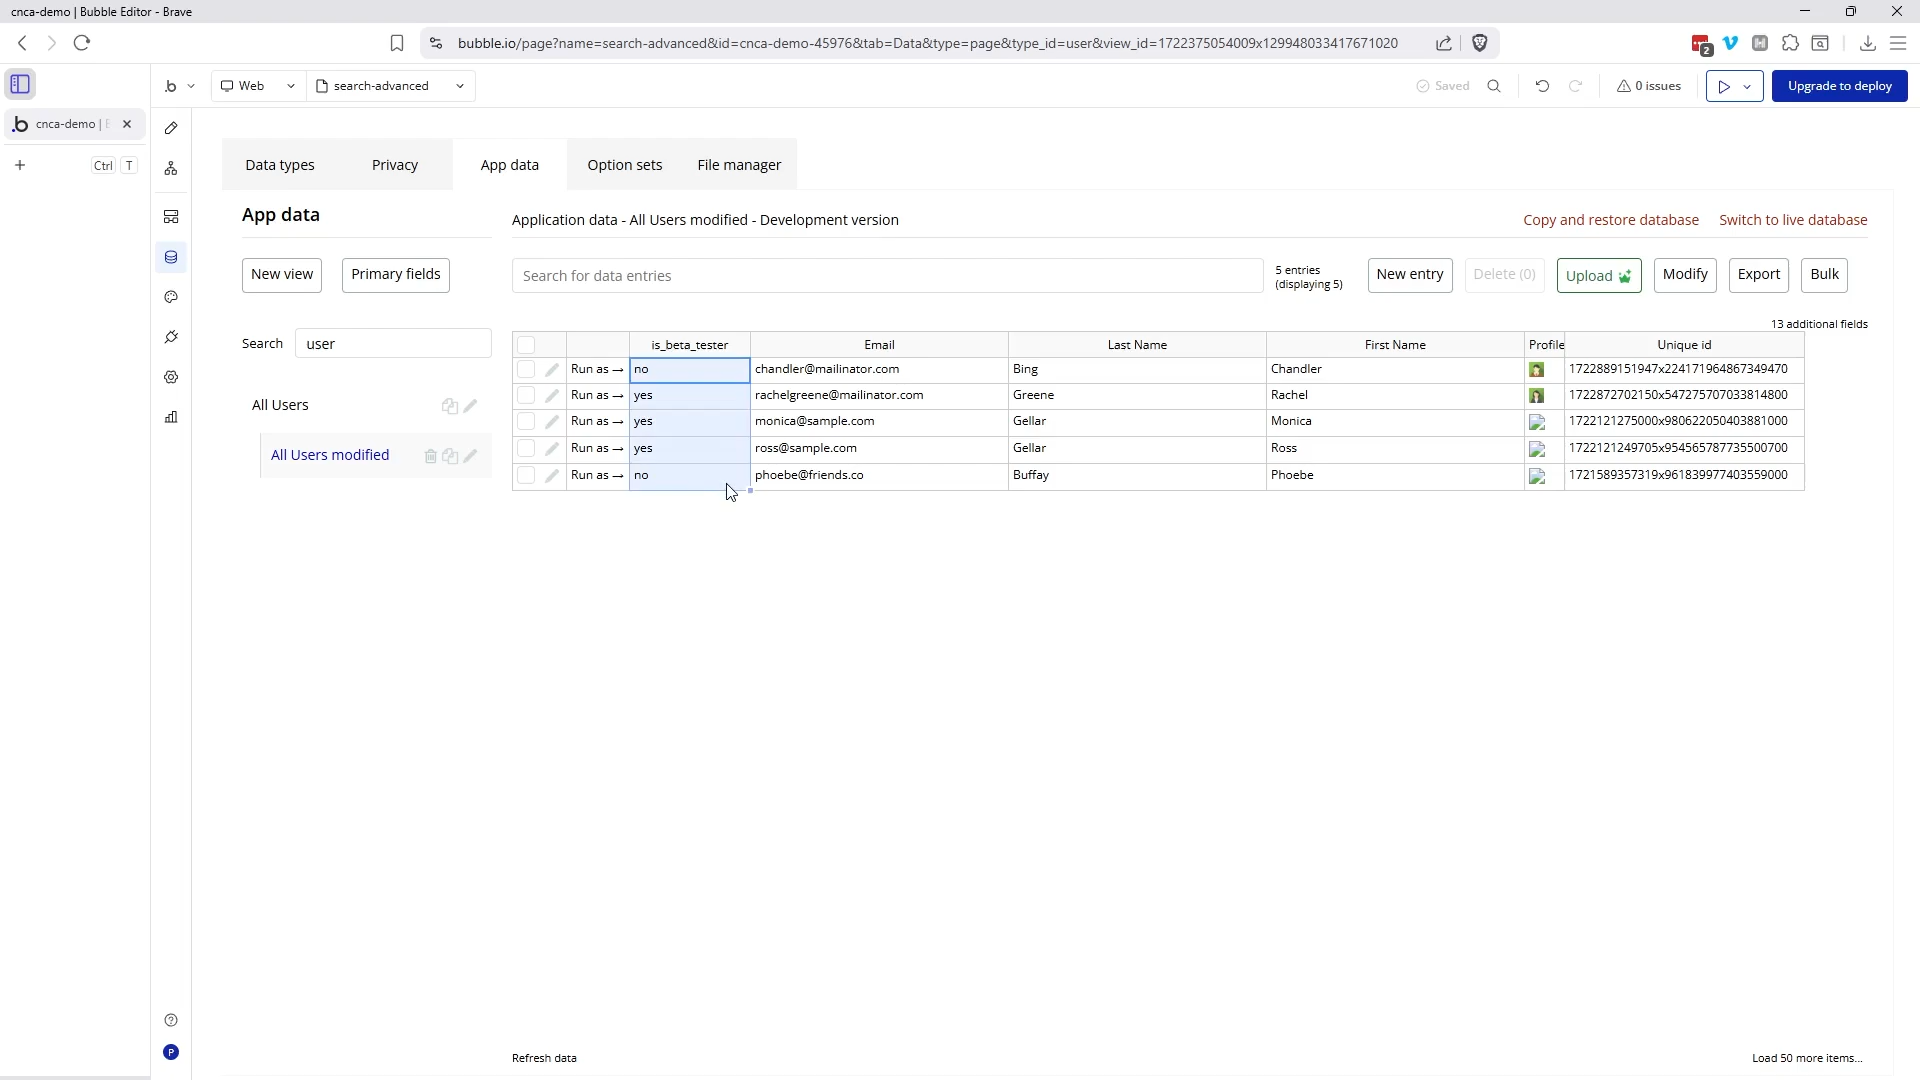 cnca-demo | Bubble Editor - Brave
bubble.io/page?name=search-advanced&id=cnca-demo-45976&tab=Data&type=page&type_id=user&view_id=1722375054009x129948033417671020
2
b
Web
search-advanced
Saved
0 issues
Upgrade to deploy
.b cnca-demo |
Ctrl T
Data types
Privacy
App data
Option sets
File manager
App data
Application data - All Users modified - Development version
Copy and restore database
Switch to live database
New view
Primary fields
Search for data entries
5 entries
(displaying 5)
New entry
Delete (0)
Upload
Modify
Export
Bulk
13 additional fields
Search
user
All Users
All Users modified
is_beta_tester Email Last Name First Name Profile Unique id
Run as → no chandler@mailinator.com Bing Chandler 1722889151947x224171964867349470
Run as → yes rachelgreene@mailinator.com Greene Rachel 1722872702150x547275707033814800
Run as → yes monica@sample.com Gellar Monica 1722121275000x980622050403881000
Run as → yes ross@sample.com Gellar Ross 1722121249705x954565787735500700
Run as → no phoebe@friends.co Buffay Phoebe 1721589357319x961839977403559000
P
Refresh data
Load 50 more items...